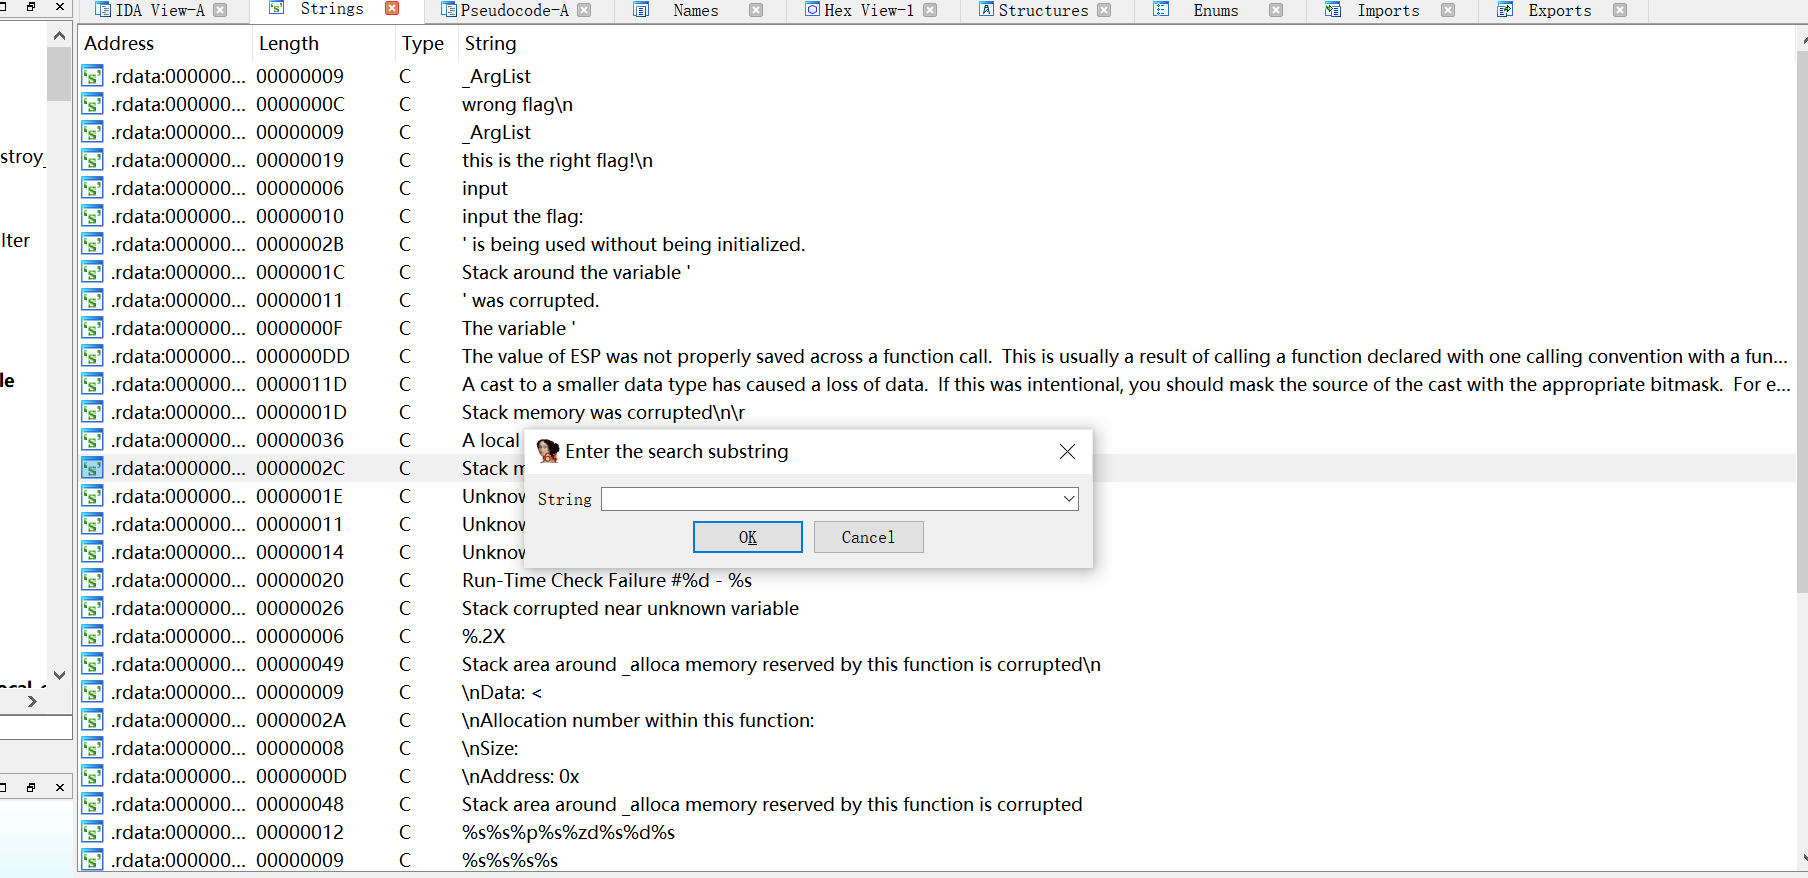 IDA View-A Strings Pseudocode-A Names Hex View-1 Structures Enums Imports Exports
Address Length Type String
.rdata:000000... 00000009 C _ArgList
.rdata:000000... 0000000C C wrong flag\n
.rdata:000000... 00000009 C _ArgList
stroy_ .rdata:000000... 00000019 C this is the right flag!\n
.rdata:000000... 00000006 C input
.rdata:000000... 00000010 C input the flag:
lter .rdata:000000... 0000002B C ' is being used without being initialized.
.rdata:000000... 0000001C C Stack around the variable '
.rdata:000000... 00000011 C ' was corrupted.
.rdata:000000... 0000000F C The variable '
.rdata:000000... 000000DD C The value of ESP was not properly saved across a function call.  This is usually a result of calling a function declared with one calling convention with a fun...
le .rdata:000000... 0000011D C A cast to a smaller data type has caused a loss of data.  If this was intentional, you should mask the source of the cast with the appropriate bitmask.  For e...
.rdata:000000... 0000001D C Stack memory was corrupted\n\r
.rdata:000000... 00000036 C A local
Enter the search substring
.rdata:000000... 0000002C C Stack m
.rdata:000000... 0000001E C Unknow
String
.rdata:000000... 00000011 C Unknow
OK Cancel
.rdata:000000... 00000014 C Unknow
.rdata:000000... 00000020 C Run-Time Check Failure #%d - %s
.rdata:000000... 00000026 C Stack corrupted near unknown variable
.rdata:000000... 00000006 C %.2X
.rdata:000000... 00000049 C Stack area around _alloca memory reserved by this function is corrupted\n
.rdata:000000... 00000009 C \nData: <
.rdata:000000... 0000002A C \nAllocation number within this function:
.rdata:000000... 00000008 C \nSize:
.rdata:000000... 0000000D C \nAddress: 0x
.rdata:000000... 00000048 C Stack area around _alloca memory reserved by this function is corrupted
.rdata:000000... 00000012 C %s%s%p%s%zd%s%d%s
.rdata:000000... 00000009 C %s%s%s%s